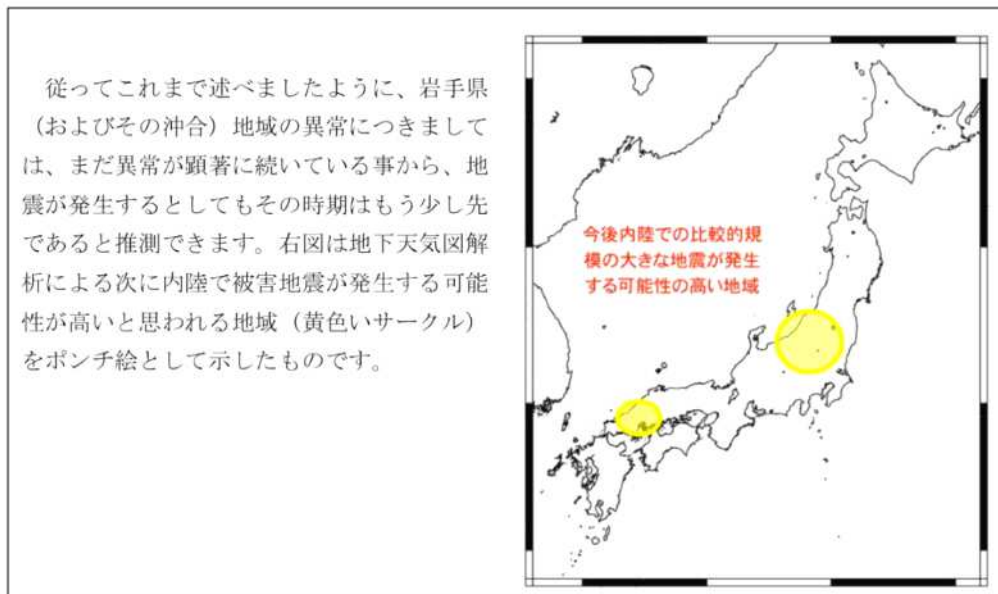 従ってこれまで述べましたように、岩手県
（およびその沖合）地域の異常につきまして
は、まだ異常が顕著に続いている事から、地
震が発生するとしてもその時期はもう少し先
であると推測できます。右図は地下天気図解
析による次に内陸で被害地震が発生する可能
性が高いと思われる地域（黄色いサークル）
をポンチ絵として示したものです。
今後内陸での比較的規
模の大きな地震が発生
する可能性の高い地域